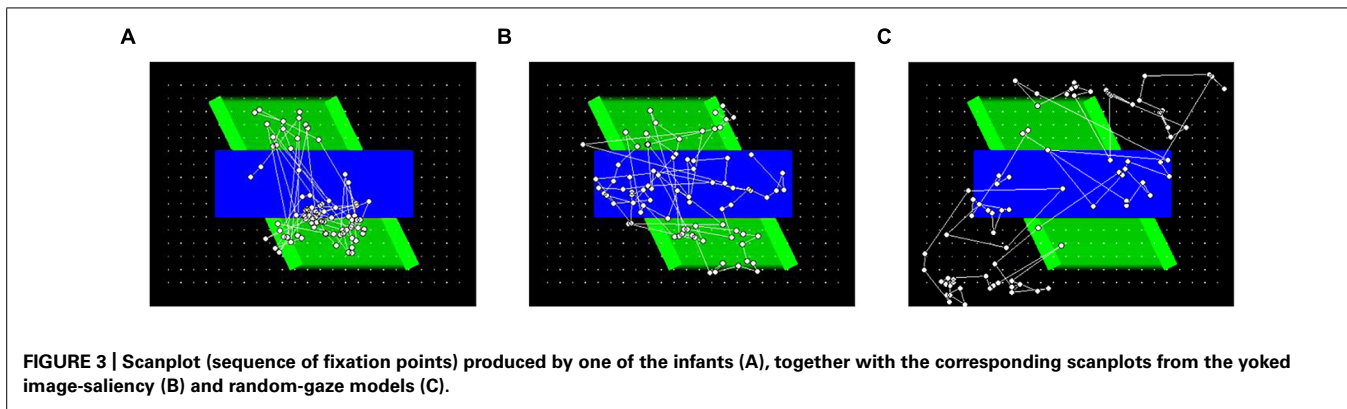 A B C
FIGURE 3 | Scanplot (sequence of fixation points) produced by one of the infants (A), together with the corresponding scanplots from the yoked
image-saliency (B) and random-gaze models (C).